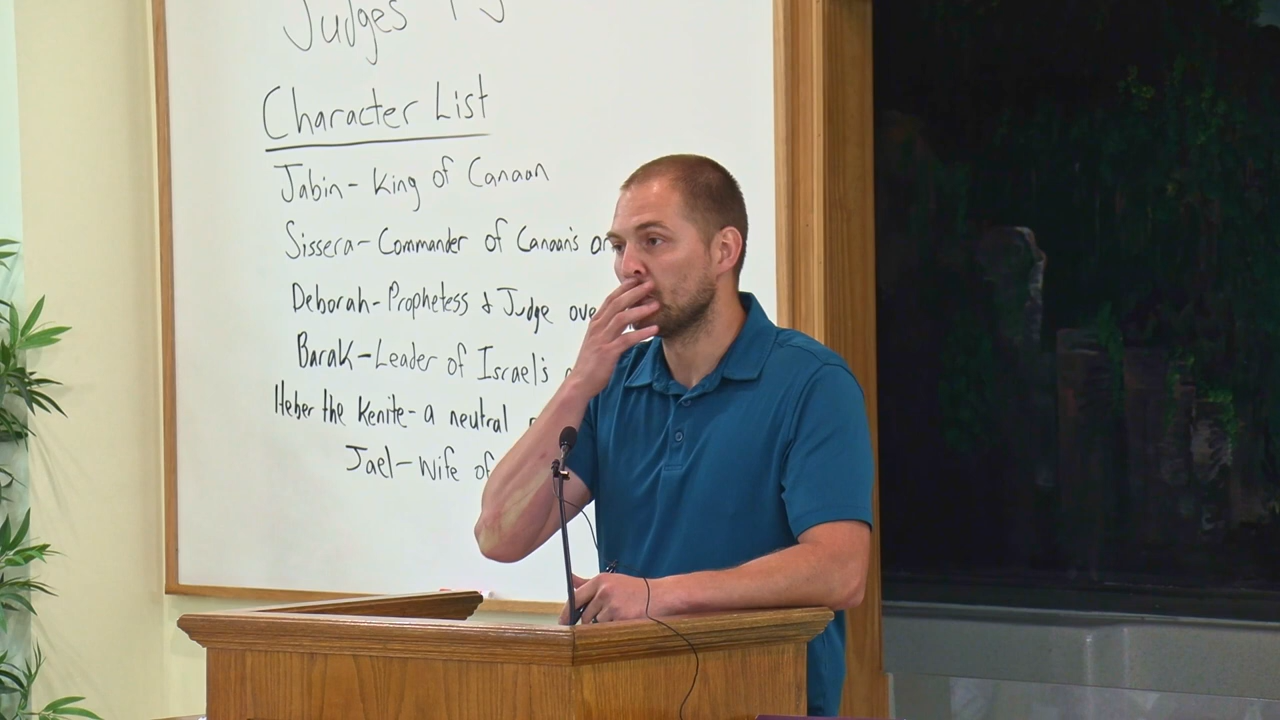 Judges
Character List
Jabin- King of Canaan
Sissera- Commander of Canaan's
Deborah- Prophetess & Judge
Barak- Leader of Israel's
Heber the Kenite- a neutral
Jael- Wife of